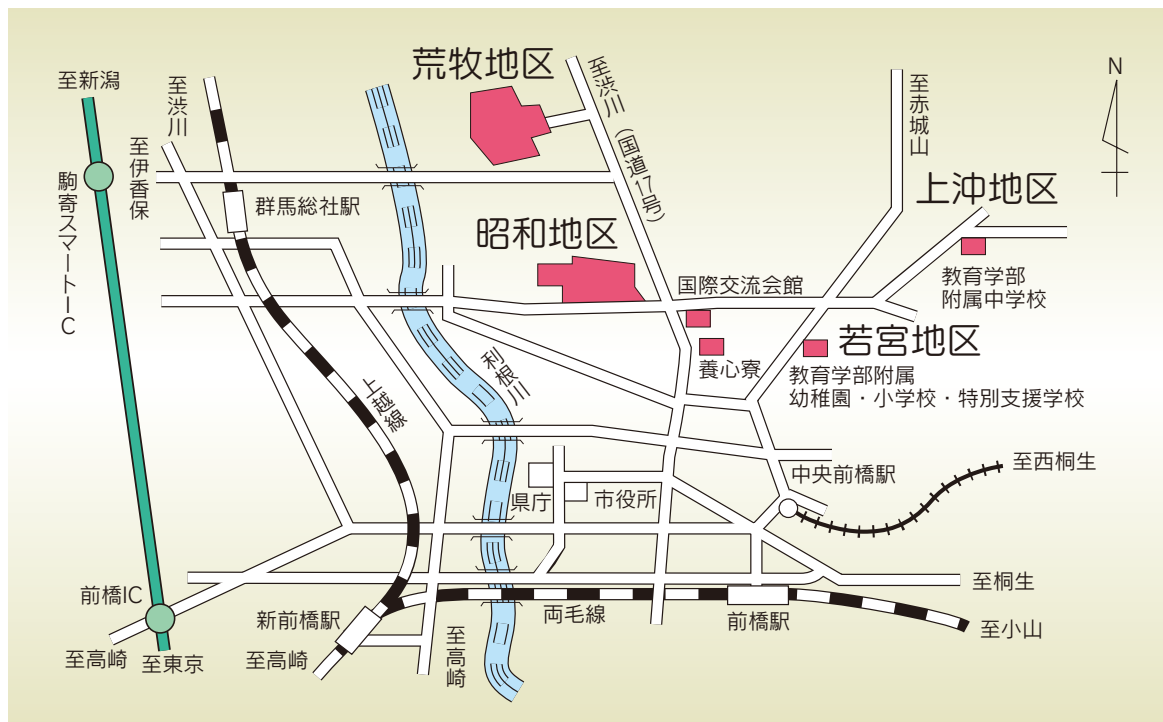 荒牧地区
至新潟
至渋川
至渋川（国道17号）
N
至赤城山
至伊香保
駒寄スマートIC
群馬総社駅
上沖地区
昭和地区
教育学部
附属中学校
国際交流会館
若宮地区
養心寮
教育学部附属
幼稚園・小学校・特別支援学校
利根川
上越線
中央前橋駅
至西桐生
県庁
市役所
前橋IC
新前橋駅
両毛線
前橋駅
至桐生
至小山
至高崎
至東京
至高崎
至高崎